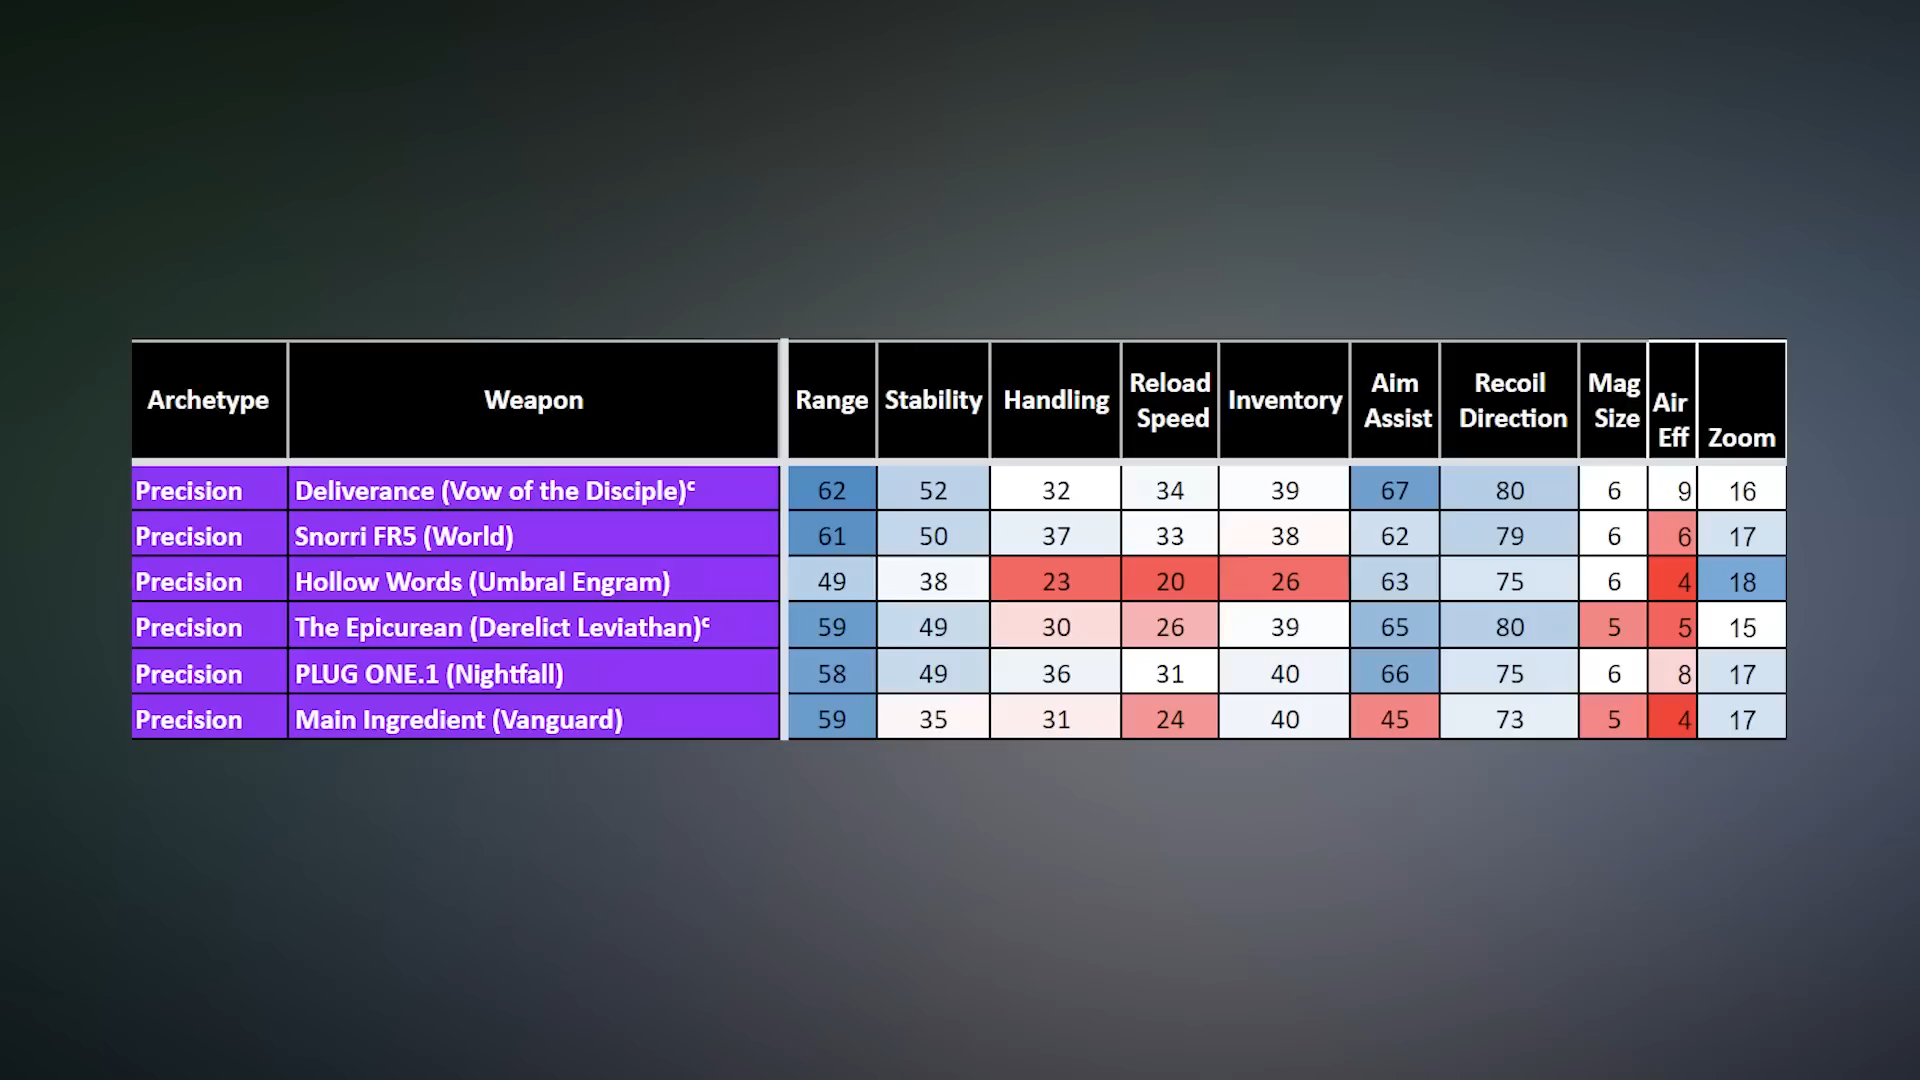 Archetype Weapon Range Stability Handling Reload Speed Inventory Aim Assist Recoil Direction Mag Size Air Eff Zoom
Precision Deliverance (Vow of the Disciple)ᶜ 62 52 32 34 39 67 80 6 9 16
Precision Snorri FR5 (World) 61 50 37 33 38 62 79 6 6 17
Precision Hollow Words (Umbral Engram) 49 38 23 20 26 63 75 6 4 18
Precision The Epicurean (Derelict Leviathan)ᶜ 59 49 30 26 39 65 80 5 5 15
Precision PLUG ONE.1 (Nightfall) 58 49 36 31 40 66 75 6 8 17
Precision Main Ingredient (Vanguard) 59 35 31 24 40 45 73 5 4 17